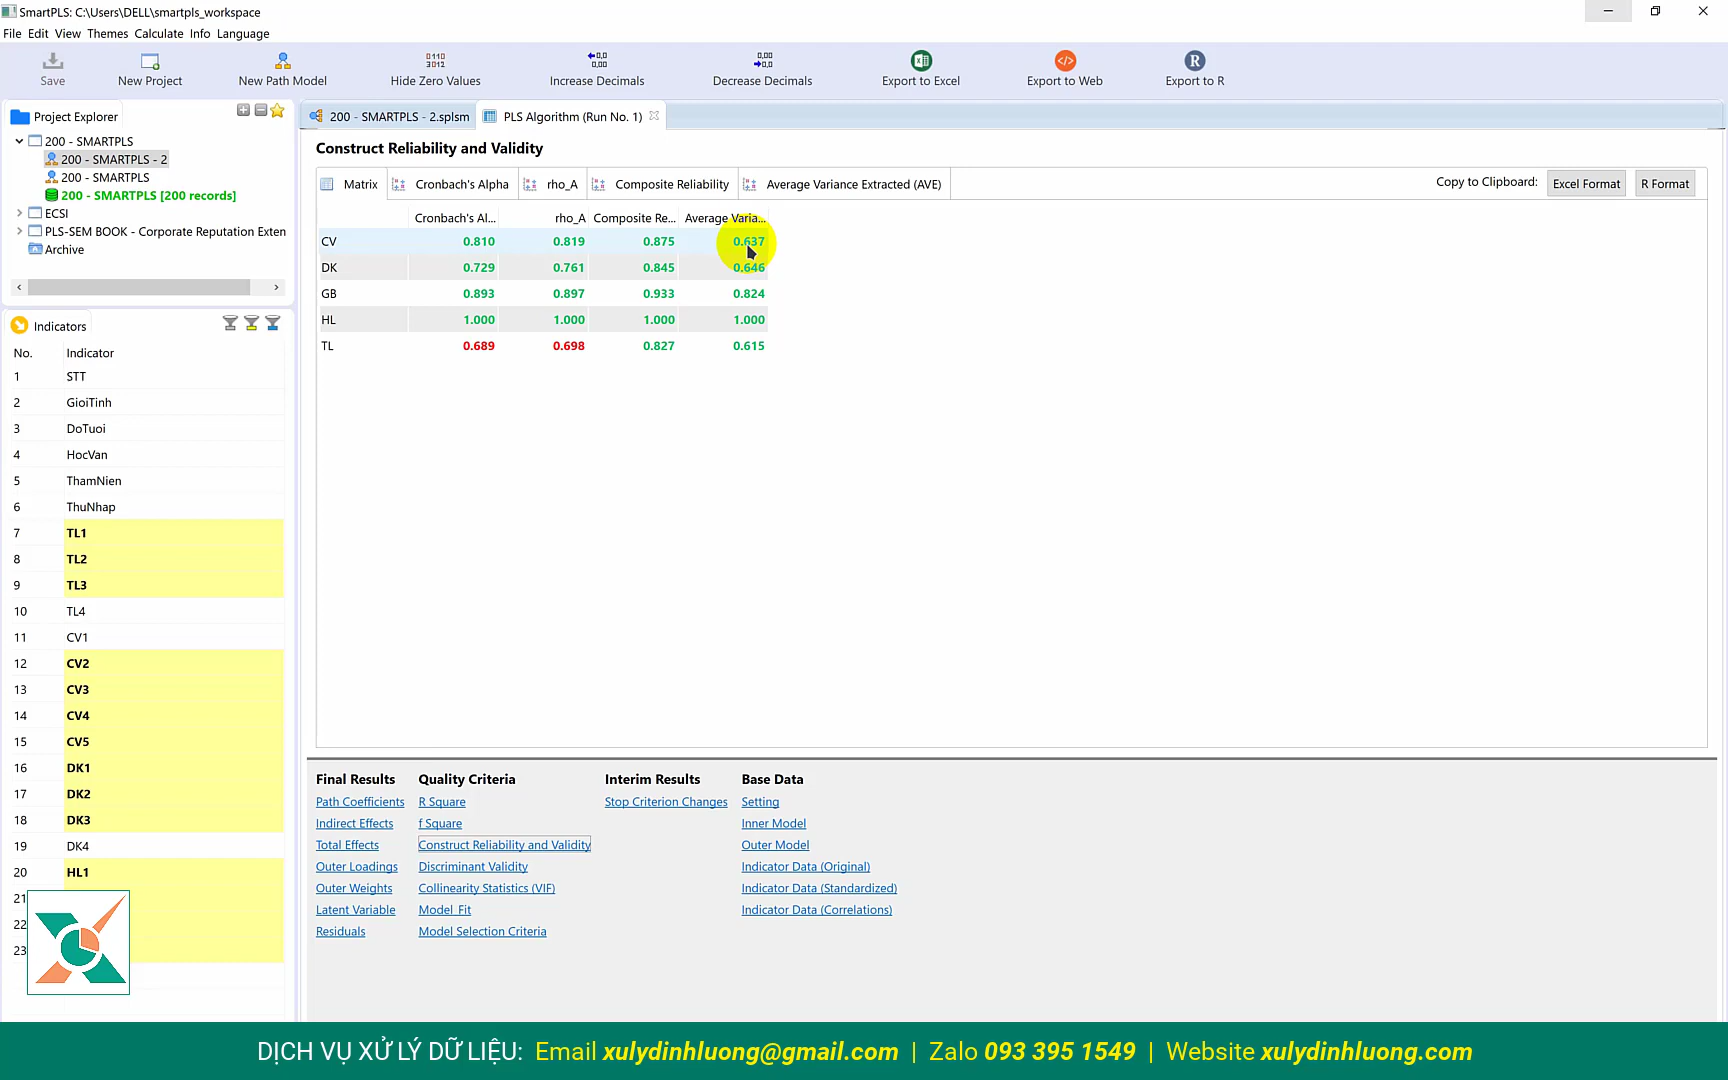 SmartPLS: C:\Users\DELL\smartpls_workspace
File Edit View Themes Calculate Info Language
Save
New Project
New Path Model
Hide Zero Values
Increase Decimals
Decrease Decimals
Export to Excel
Export to Web
Export to R
Project Explorer
200 - SMARTPLS
200 - SMARTPLS - 2
200 - SMARTPLS
200 - SMARTPLS [200 records]
ECSI
PLS-SEM BOOK - Corporate Reputation Exten
Archive
Indicators
No. Indicator
1 STT
2 GioiTinh
3 DoTuoi
4 HocVan
5 ThamNien
6 ThuNhap
7 TL1
8 TL2
9 TL3
10 TL4
11 CV1
12 CV2
13 CV3
14 CV4
15 CV5
16 DK1
17 DK2
18 DK3
19 DK4
20 HL1
21
22
23
200 - SMARTPLS - 2.splsm
PLS Algorithm (Run No. 1)
Construct Reliability and Validity
Matrix
Cronbach's Alpha
rho_A
Composite Reliability
Average Variance Extracted (AVE)
Copy to Clipboard:
Excel Format
R Format
Cronbach's Al... rho_A Composite Re... Average Varia...
CV 0.810 0.819 0.875 0.637
DK 0.729 0.761 0.845 0.646
GB 0.893 0.897 0.933 0.824
HL 1.000 1.000 1.000 1.000
TL 0.689 0.698 0.827 0.615
Final Results
Path Coefficients
Indirect Effects
Total Effects
Outer Loadings
Outer Weights
Latent Variable
Residuals
Quality Criteria
R Square
f Square
Construct Reliability and Validity
Discriminant Validity
Collinearity Statistics (VIF)
Model_Fit
Model Selection Criteria
Interim Results
Stop Criterion Changes
Base Data
Setting
Inner Model
Outer Model
Indicator Data (Original)
Indicator Data (Standardized)
Indicator Data (Correlations)
DỊCH VỤ XỬ LÝ DỮ LIỆU: Email xulydinhluong@gmail.com | Zalo 093 395 1549 | Website xulydinhluong.com